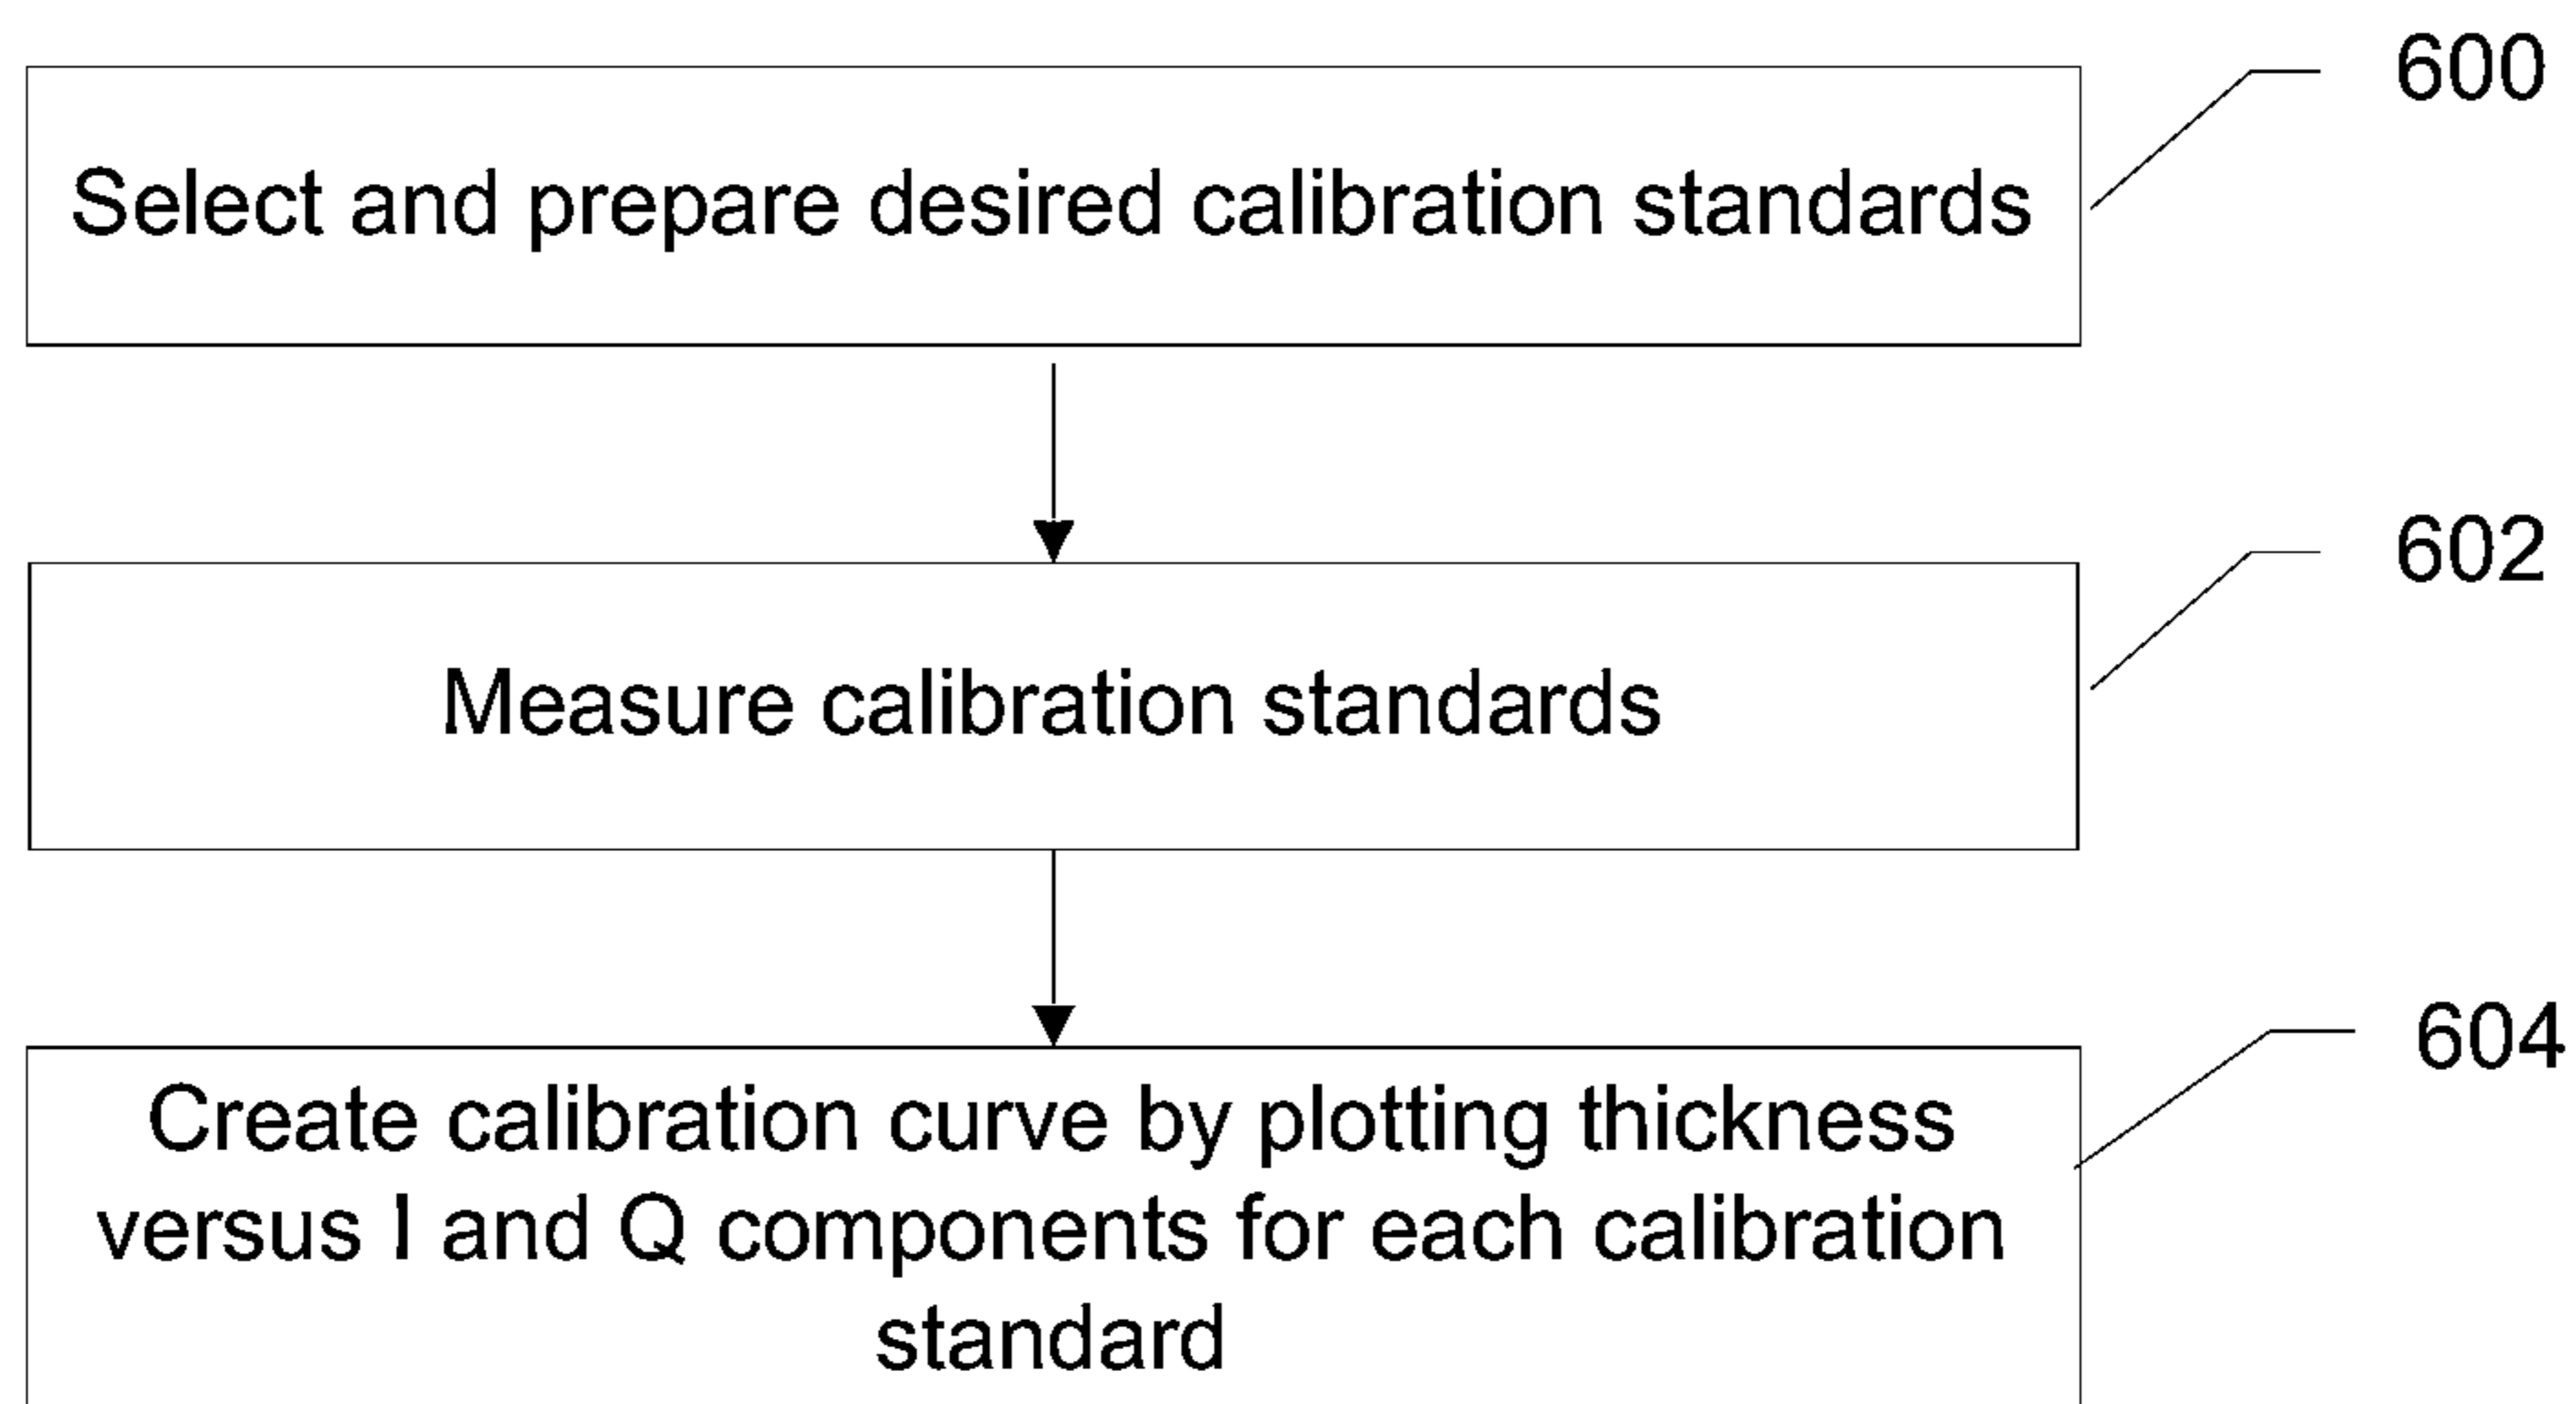 600
Select and prepare desired calibration standards
602
Measure calibration standards
604
Create calibration curve by plotting thickness
versus I and Q components for each calibration
standard